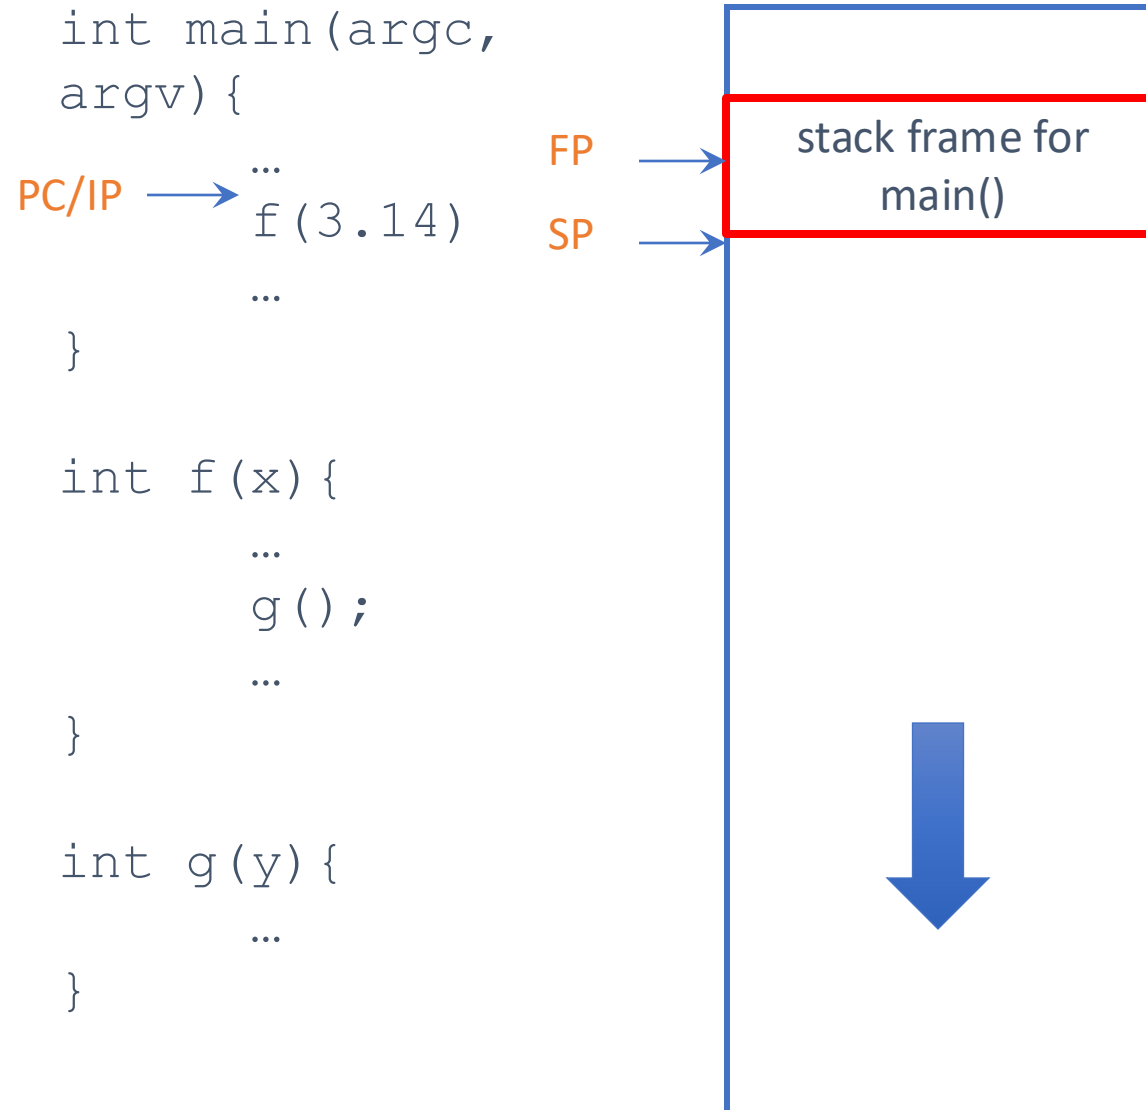 int main(argc,
argv){
…
f(3.14)
…
}
int f(x){
…
g();
…
}
int g(y){
…
}
PC/IP
FP
SP
stack frame for
main()